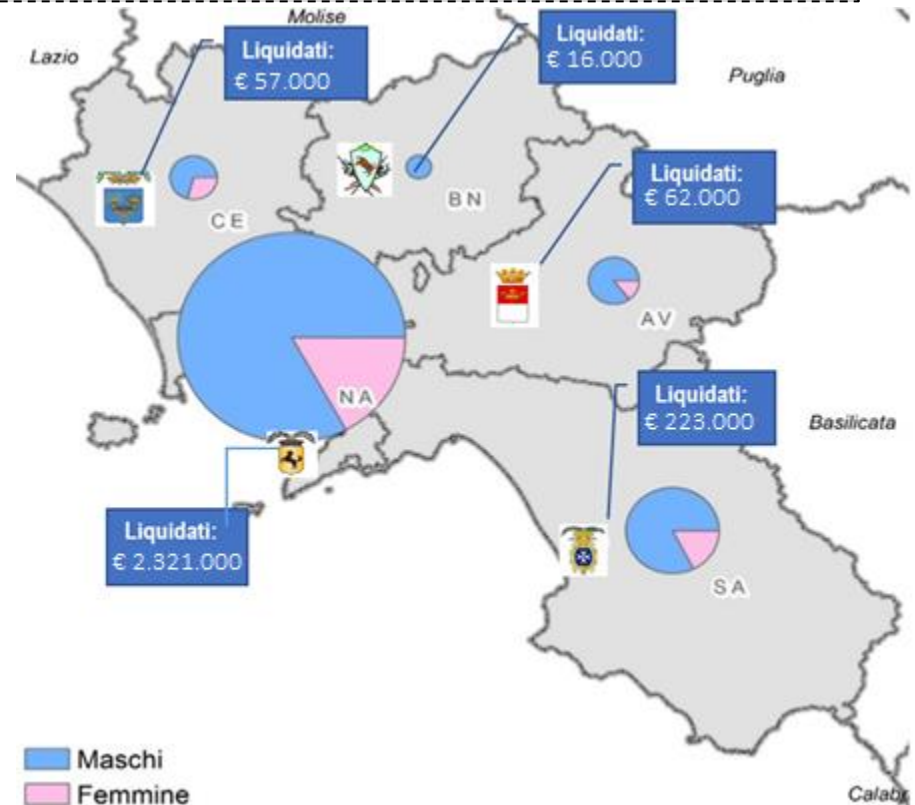 Molise
Lazio
Liquidati:
€ 57.000
Liquidati:
€ 16.000
Puglia
Liquidati:
€ 62.000
CE
BN
AV
NA
Liquidati:
€ 223.000
Basilicata
Liquidati:
€ 2.321.000
SA
Maschi
Femmine
Calabr